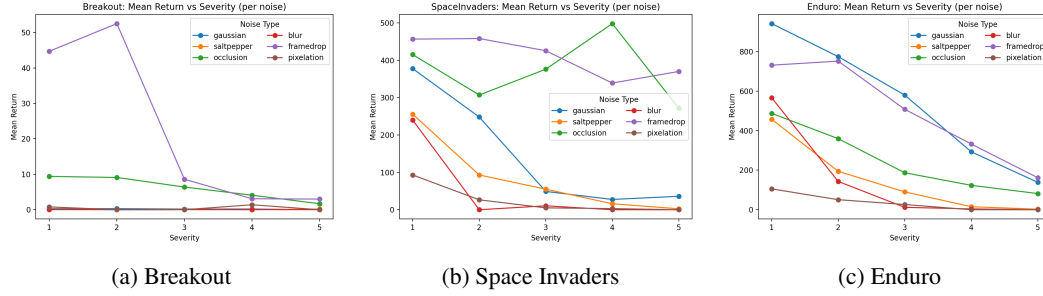 Breakout: Mean Return vs Severity (per noise)
Noise Type
gaussian
saltpepper
occlusion
blur
framedrop
pixelation
Mean Return
50
40
30
20
10
0
1 2 3 4 5
Severity
(a) Breakout
SpaceInvaders: Mean Return vs Severity (per noise)
Noise Type
gaussian
saltpepper
occlusion
blur
framedrop
pixelation
Mean Return
500
400
300
200
100
0
1 2 3 4 5
Severity
(b) Space Invaders
Enduro: Mean Return vs Severity (per noise)
Noise Type
gaussian
saltpepper
occlusion
blur
framedrop
pixelation
Mean Return
800
600
400
200
0
1 2 3 4 5
Severity
(c) Enduro